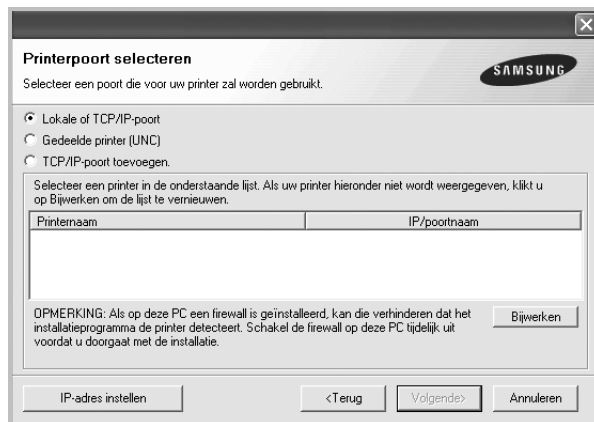 Printerpoort selecteren
Selecteer een poort die voor uw printer zal worden gebruikt.
SAMSUNG
Lokale of TCP/IP-poort
Gedeelde printer (UNC)
TCP/IP-poort toevoegen.
Selecteer een printer in de onderstaande lijst. Als uw printer hieronder niet wordt weergegeven, klikt u
op Bijwerken om de lijst te vernieuwen.
Printernaam IP/poortnaam
OPMERKING: Als op deze PC een firewall is geïnstalleerd, kan die verhinderen dat het
installatieprogramma de printer detecteert. Schakel de firewall op deze PC tijdelijk uit
voordat u doorgaat met de installatie.
Bijwerken
IP-adres instellen <Terug Volgende> Annuleren